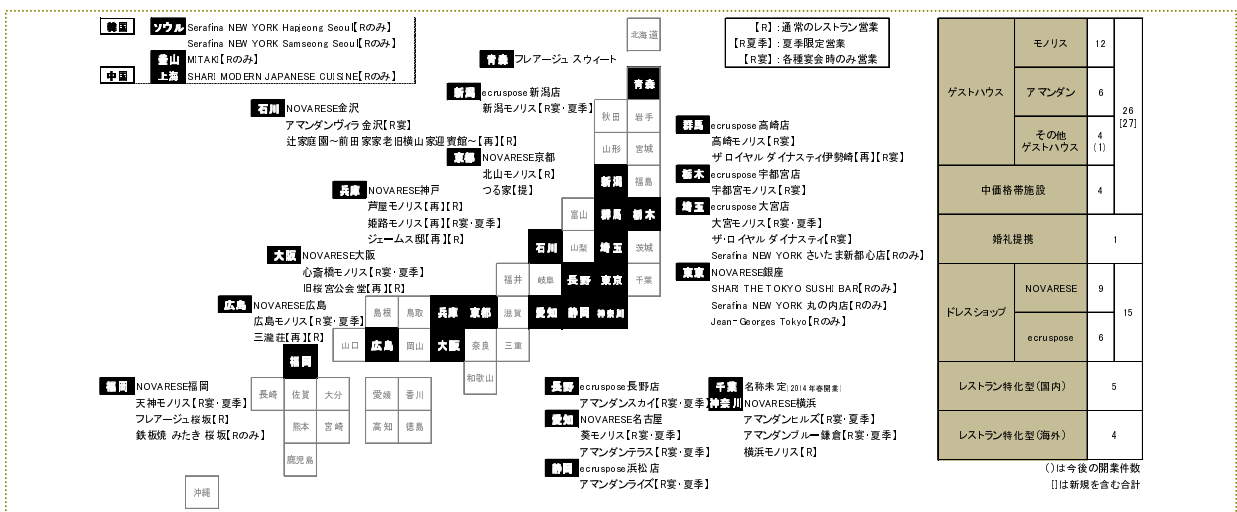 韓国 ソウル Serafina NEW YORK Hapjeong Seoul【Rのみ】
Serafina NEW YORK Samseong Seoul【Rのみ】
釜山 MITAKI【Rのみ】
中国 上海 SHARI MODERN JAPANESE CUISINE【Rのみ】
【R】:通常のレストラン営業
【R夏季】:夏季限定営業
【R宴】:各種宴会時のみ営業
青森 フレアージュ スウィート
新潟 ecruspose新潟店
新潟モノリス【R宴・夏季】
石川 NOVARESE金沢
アマンダンヴィラ 金沢【R宴】
辻家庭園~前田家家老旧横山家迎賓館~【再】【R】
京都 NOVARESE京都
北山モノリス【R】
つる家【提】
兵庫 NOVARESE神戸
芦屋モノリス【再】【R】
姫路モノリス【再】【R宴・夏季】
ジェームス邸【再】【R】
大阪 NOVARESE大阪
心斎橋モノリス【R宴・夏季】
旧桜宮公会堂【再】【R】
広島 NOVARESE広島
広島モノリス【R宴・夏季】
三瀧荘【再】【R】
福岡 NOVARESE福岡
天神モノリス【R宴・夏季】
フレアージュ桜坂【R】
鉄板焼 みたき 桜坂【Rのみ】
北海道
青森
秋田 岩手
山形 宮城
新潟 福島
富山 群馬 栃木
石川 山梨 埼玉 茨城
福井 岐阜 長野 東京 千葉
島根 鳥取 兵庫 京都 滋賀 愛知 静岡 神奈川
山口 広島 岡山 大阪 奈良 三重
福岡 和歌山
長崎 佐賀 大分 愛媛 香川
熊本 宮崎 高知 徳島
鹿児島
沖縄
群馬 ecruspose高崎店
高崎モノリス【R宴】
ザ ロイヤル ダイナスティ伊勢崎【再】【R宴】
栃木 ecruspose宇都宮店
宇都宮モノリス【R宴】
埼玉 ecruspose大宮店
大宮モノリス【R宴・夏季】
ザ・ロイヤル ダイナスティ【R宴】
Serafina NEW YORK さいたま新都心店【Rのみ】
東京 NOVARESE銀座
SHARI THE TOKYO SUSHI BAR【Rのみ】
Serafina NEW YORK 丸の内店【Rのみ】
Jean-Georges Tokyo【Rのみ】
長野 ecruspose長野店
アマンダンスカイ【R宴・夏季】
愛知 NOVARESE名古屋
葵モノリス【R宴・夏季】
アマンダンテラス【R宴・夏季】
静岡 ecruspose浜松店
アマンダンライズ【R宴・夏季】
千葉 名称未定[2014年春開業]
神奈川 NOVARESE横浜
アマンダンヒルズ【R宴・夏季】
アマンダンブルー鎌倉【R宴・夏季】
横浜モノリス【R】
ゲストハウス モノリス 12 26
[27]
アマンダン 6
その他
ゲストハウス 4
(1)
中価格帯施設 4
婚礼提携 1
ドレスショップ NOVARESE 9 15
ecruspose 6
レストラン特化型(国内) 5
レストラン特化型(海外) 4
()は今後の開業件数
[]は新規を含む合計